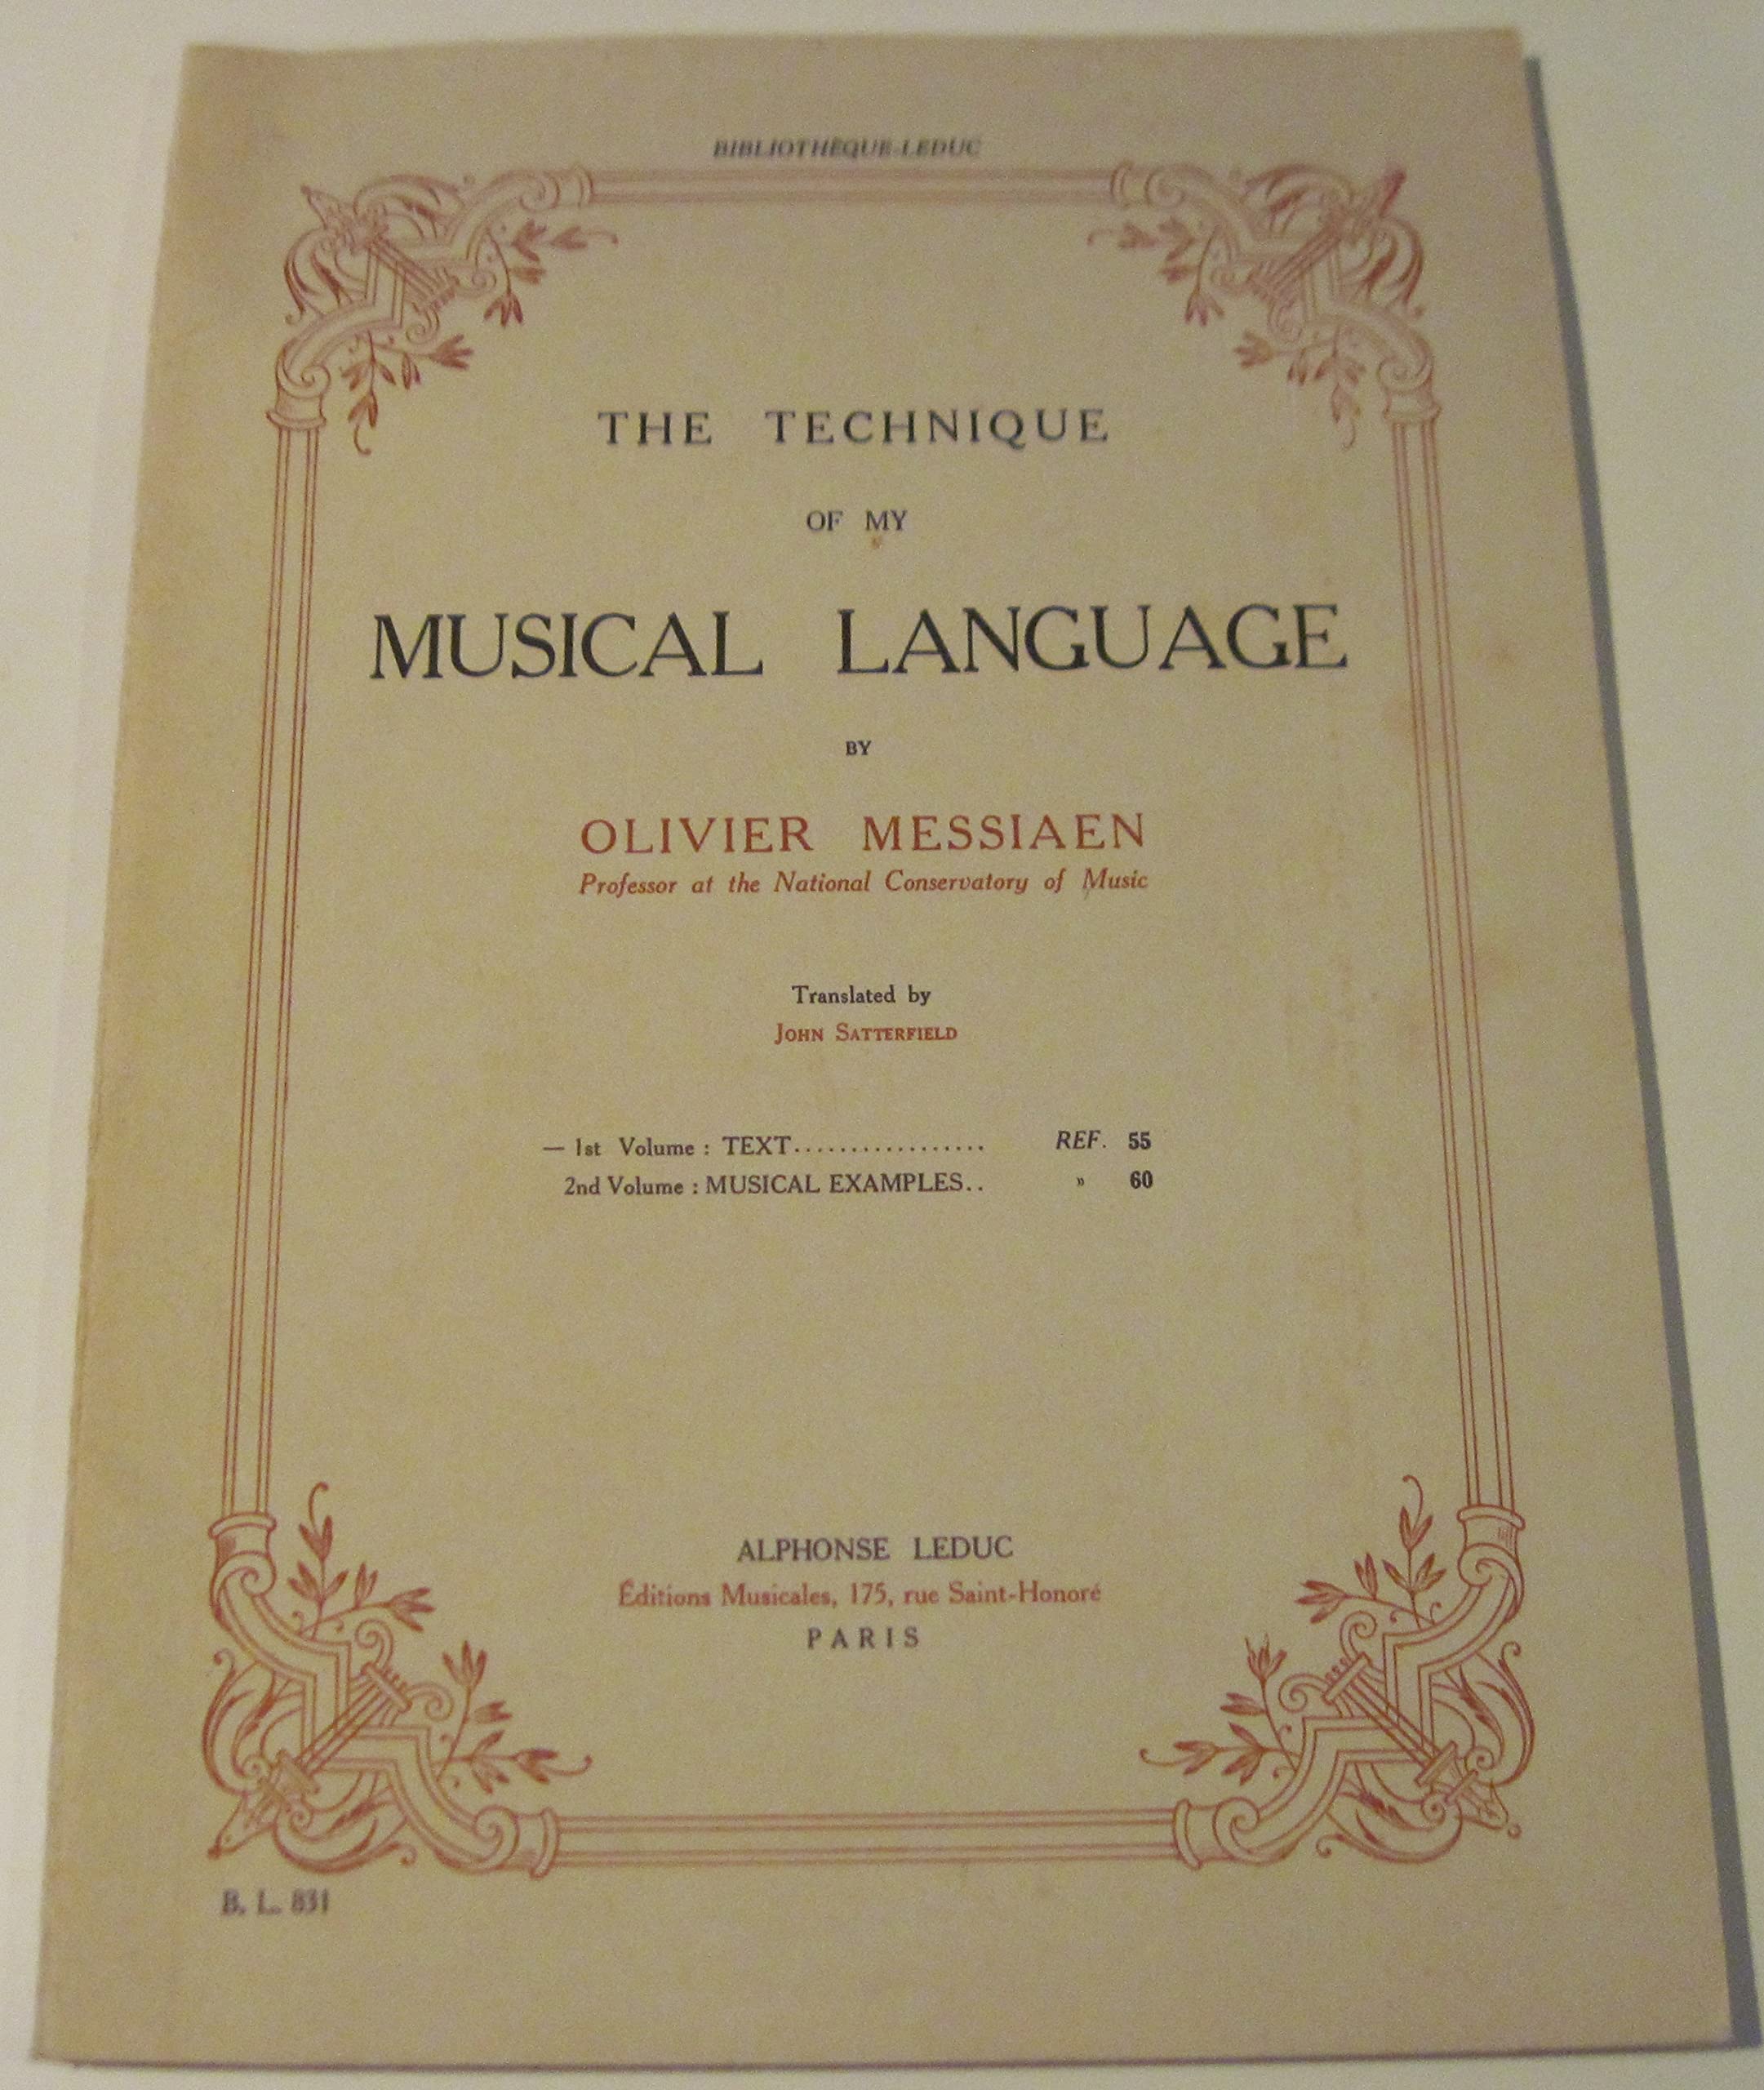 BIBLIOTHÈQUE-LEDUC
THE TECHNIQUE
OF MY
MUSICAL LANGUAGE
BY
OLIVIER MESSIAEN
Professor at the National Conservatory of Music
Translated by
JOHN SATTERFIELD
— 1st Volume : TEXT................. REF. 55
2nd Volume : MUSICAL EXAMPLES.. » 60
ALPHONSE LEDUC
Éditions Musicales, 175, rue Saint-Honoré
PARIS
B. L. 831